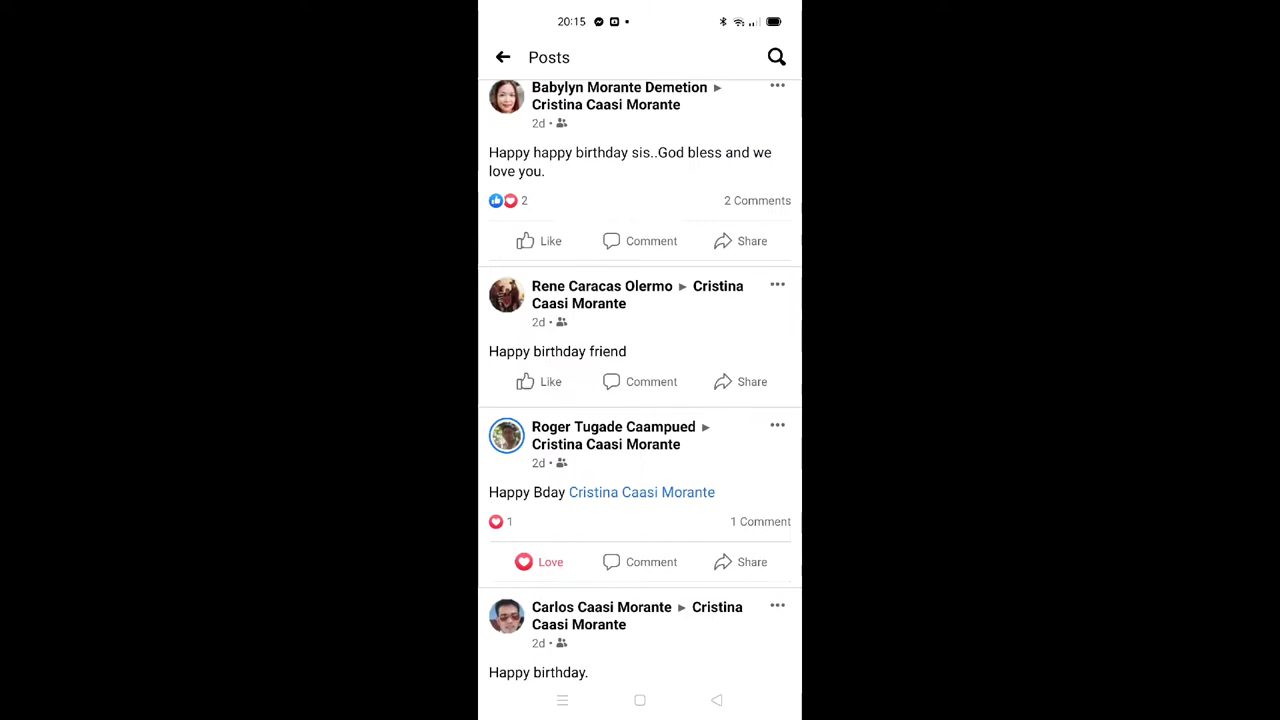 20:15
Posts
Babylyn Morante Demetion ▸
Cristina Caasi Morante
2d
Happy happy birthday sis..God bless and we
love you.
2 2 Comments
Like Comment Share
Rene Caracas Olermo ▸ Cristina
Caasi Morante
2d
Happy birthday friend
Like Comment Share
Roger Tugade Caampued ▸
Cristina Caasi Morante
2d
Happy Bday Cristina Caasi Morante
1 1 Comment
Love Comment Share
Carlos Caasi Morante ▸ Cristina
Caasi Morante
2d
Happy birthday.